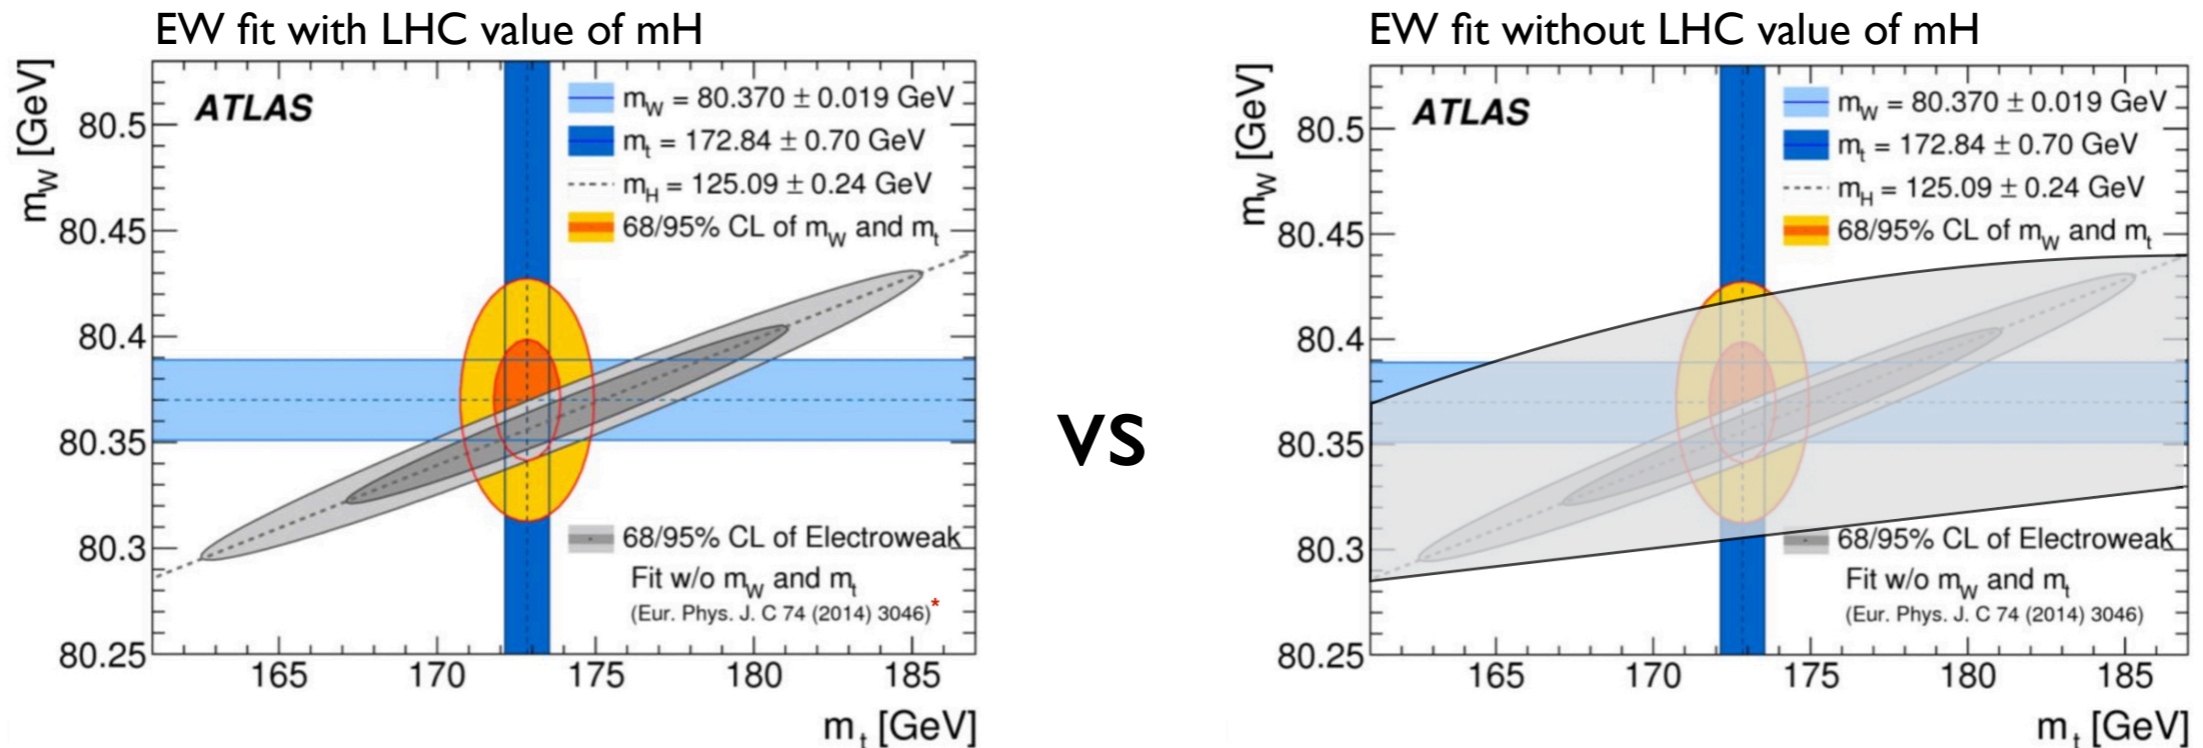 EW fit with LHC value of mH
ATLAS
m_W = 80.370 ± 0.019 GeV
m_t = 172.84 ± 0.70 GeV
m_H = 125.09 ± 0.24 GeV
68/95% CL of m_W and m_t
68/95% CL of Electroweak
Fit w/o m_W and m_t
(Eur. Phys. J. C 74 (2014) 3046)*
m_W [GeV]
80.5
80.45
80.4
80.35
80.3
80.25
165 170 175 180 185
m_t [GeV]
VS
EW fit without LHC value of mH
ATLAS
m_W = 80.370 ± 0.019 GeV
m_t = 172.84 ± 0.70 GeV
m_H = 125.09 ± 0.24 GeV
68/95% CL of m_W and m_t
68/95% CL of Electroweak
Fit w/o m_W and m_t
(Eur. Phys. J. C 74 (2014) 3046)
m_W [GeV]
80.5
80.45
80.4
80.35
80.3
80.25
165 170 175 180 185
m_t [GeV]